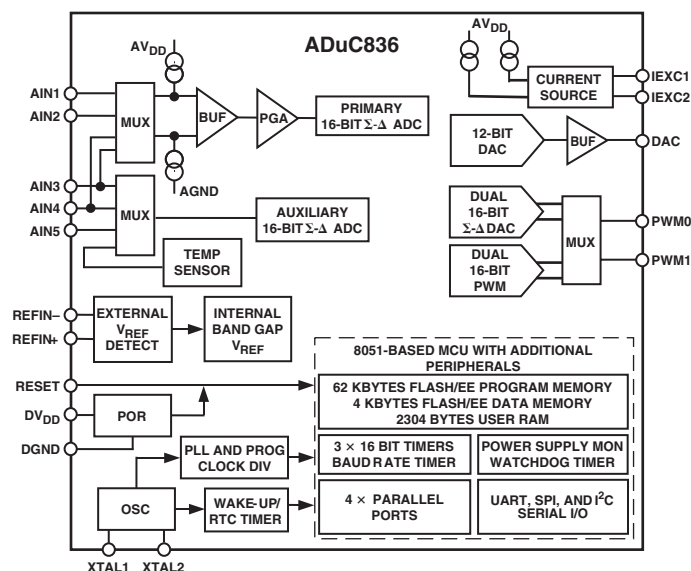 ADuC836
AVDD
AVDD
AIN1
AIN2
MUX
BUF
PGA
PRIMARY
16-BIT Σ-Δ ADC
AGND
CURRENT
SOURCE
IEXC1
IEXC2
12-BIT
DAC
BUF
DAC
AIN3
AIN4
AIN5
MUX
AUXILIARY
16-BIT Σ-Δ ADC
TEMP
SENSOR
DUAL
16-BIT
Σ-Δ DAC
DUAL
16-BIT
PWM
MUX
PWM0
PWM1
REFIN–
REFIN+
EXTERNAL
VREF
DETECT
INTERNAL
BAND GAP
VREF
RESET
DVDD
DGND
POR
8051-BASED MCU WITH ADDITIONAL
PERIPHERALS
62 KBYTES FLASH/EE PROGRAM MEMORY
4 KBYTES FLASH/EE DATA MEMORY
2304 BYTES USER RAM
PLL AND PROG
CLOCK DIV
3 × 16 BIT TIMERS
BAUD RATE TIMER
POWER SUPPLY MON
WATCHDOG TIMER
OSC
WAKE-UP/
RTC TIMER
4 × PARALLEL
PORTS
UART, SPI, AND I2C
SERIAL I/O
XTAL1
XTAL2